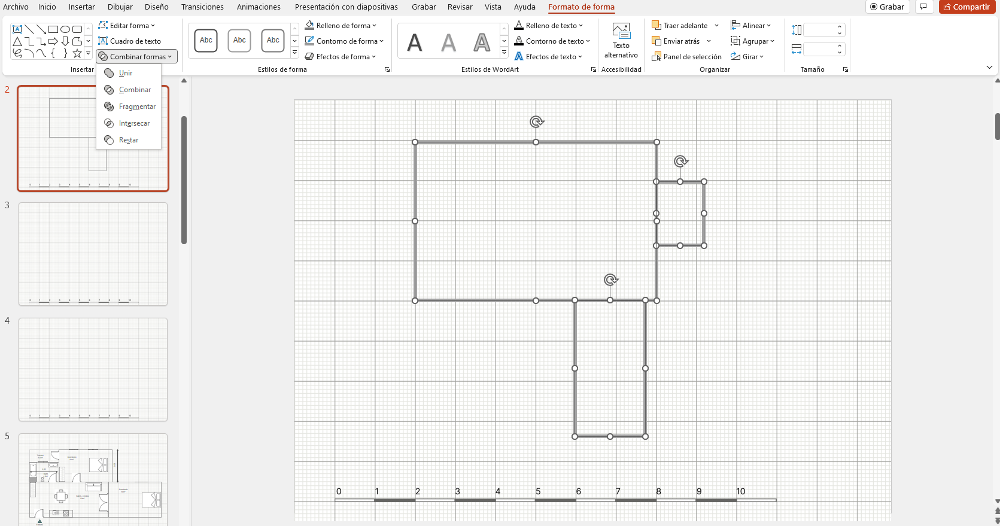 Archivo Inicio Insertar Dibujar Diseño Transiciones Animaciones Presentación con diapositivas Grabar Revisar Vista Ayuda Formato de forma Grabar Compartir
Editar forma
Cuadro de texto
Combinar formas
Insertar
Unir
Combinar
Fragmentar
Intersecar
Restar
Abc Abc Abc
Relleno de forma
Contorno de forma
Efectos de forma
Estilos de forma
A A A
Relleno de texto
Contorno de texto
Efectos de texto
Estilos de WordArt
Texto
alternativo
Accesibilidad
Traer adelante
Enviar atrás
Panel de selección
Alinear
Agrupar
Girar
Organizar
Tamaño
2
3
4
5
0 1 2 3 4 5 6 7 8 9 10